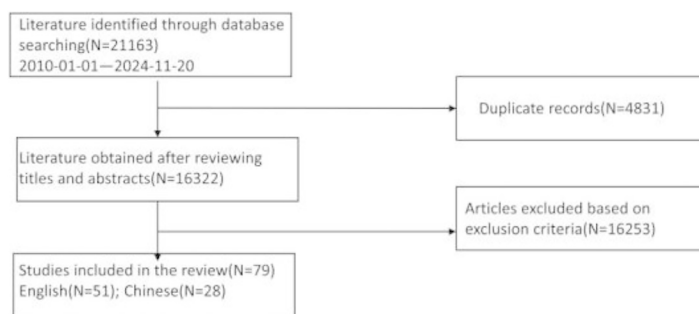 Literature identified through database
searching(N=21163)
2010-01-01—2024-11-20
Duplicate records(N=4831)
Literature obtained after reviewing
titles and abstracts(N=16322)
Articles excluded based on
exclusion criteria(N=16253)
Studies included in the review(N=79)
English(N=51); Chinese(N=28)